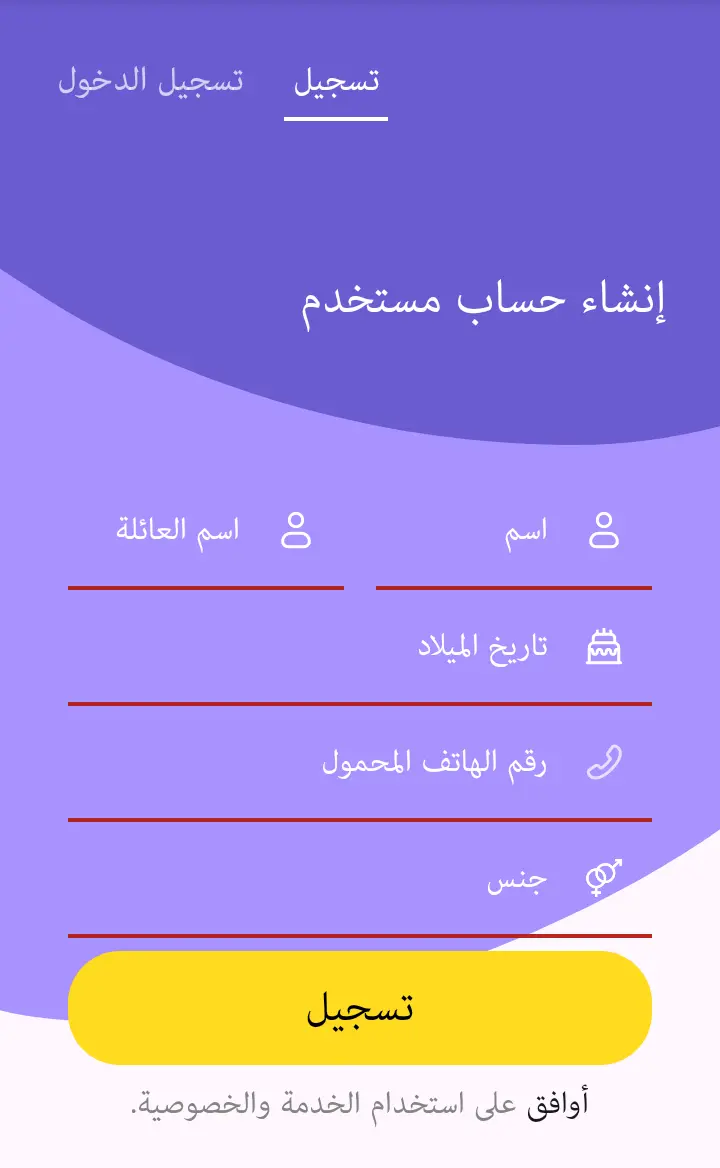 تسجيل
تسجيل الدخول
إنشاء حساب مستخدم
اسم
اسم العائلة
تاريخ الميلاد
رقم الهاتف المحمول
جنس
تسجيل
أوافق على استخدام الخدمة والخصوصية.